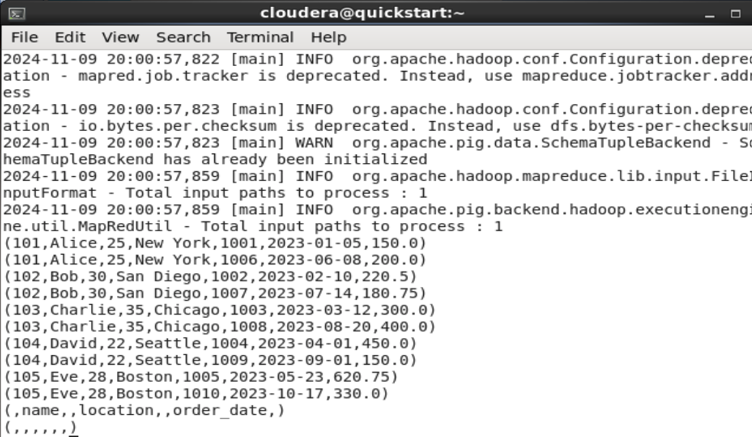 cloudera@quickstart:~
File Edit View Search Terminal Help
2024-11-09 20:00:57,822 [main] INFO  org.apache.hadoop.conf.Configuration.depre
ation - mapred.job.tracker is deprecated. Instead, use mapreduce.jobtracker.addr
ess
2024-11-09 20:00:57,823 [main] INFO  org.apache.hadoop.conf.Configuration.depre
ation - io.bytes.per.checksum is deprecated. Instead, use dfs.bytes-per-checksum
2024-11-09 20:00:57,823 [main] WARN  org.apache.pig.data.SchemaTupleBackend - Sc
hemaTupleBackend has already been initialized
2024-11-09 20:00:57,859 [main] INFO  org.apache.hadoop.mapreduce.lib.input.FileI
nputFormat - Total input paths to process : 1
2024-11-09 20:00:57,859 [main] INFO  org.apache.pig.backend.hadoop.executionengi
ne.util.MapRedUtil - Total input paths to process : 1
(101,Alice,25,New York,1001,2023-01-05,150.0)
(101,Alice,25,New York,1006,2023-06-08,200.0)
(102,Bob,30,San Diego,1002,2023-02-10,220.5)
(102,Bob,30,San Diego,1007,2023-07-14,180.75)
(103,Charlie,35,Chicago,1003,2023-03-12,300.0)
(103,Charlie,35,Chicago,1008,2023-08-20,400.0)
(104,David,22,Seattle,1004,2023-04-01,450.0)
(104,David,22,Seattle,1009,2023-09-01,150.0)
(105,Eve,28,Boston,1005,2023-05-23,620.75)
(105,Eve,28,Boston,1010,2023-10-17,330.0)
(,name,,location,,order_date,)
(,,,,,,)